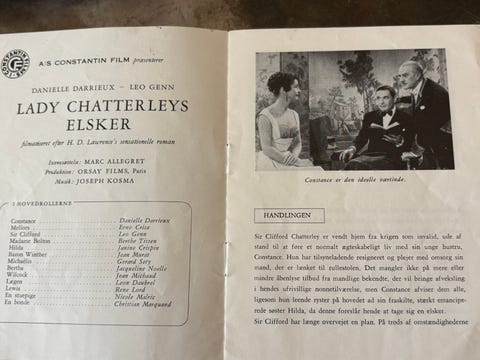 CONSTANTIN
FILM
CF
A/S CONSTANTIN FILM præsenterer
DANIELLE DARRIEUX – LEO GENN
LADY CHATTERLEYS
ELSKER
filmatiseret efter H. D. Lawrence's sensationelle roman
Iscenesættelse: MARC ALLEGRET
Produktion: ORSAY FILMS, Paris
Musik: JOSEPH KOSMA
I HOVEDROLLERNE
Constance Danielle Darrieux
Mellors Erno Crisa
Sir Clifford Leo Genn
Madame Bolton Berthe Tissen
Hilda Janine Crispin
Baron Winther Jean Murat
Michaëlis Gerard Sety
Bertha Jacqueline Noelle
Wilcock Jean Michaud
Lægen Leon Daubrel
Lewis Rene Lord
En stuepige Nicole Malriz
En bonde Christian Marquand
Constance er den ideelle værtinde.
HANDLINGEN
Sir Clifford Chatterley er vendt hjem fra krigen som invalid, ude af
stand til at føre et normalt ægteskabeligt liv med sin unge hustru,
Constance. Hun har tilsyneladende resigneret og plejer med omsorg sin
mand, der er lænket til rullestolen. Det mangler ikke på mere eller
mindre åbenlyse tilbud fra mandlige bekendte, der vil bringe afveksling
i hendes ufrivillige nonnetilværelse, men Constance afviser dem alle,
ligesom hun leende ryster på hovedet ad sin fraskilte, stærkt emancipe-
rede søster Hilda, da denne foreslår hende at tage sig en elsker.
Sir Clifford har længe overvejet en plan. På trods af omstændighederne